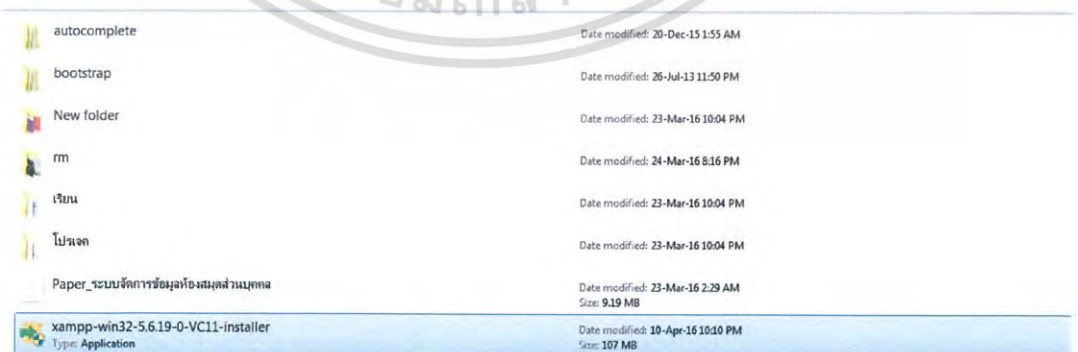 autocomplete
Date modified: 20-Dec-15 1:55 AM
bootstrap
Date modified: 26-Jul-13 11:50 PM
New folder
Date modified: 23-Mar-16 10:04 PM
rm
Date modified: 24-Mar-16 8:16 PM
เรียน
Date modified: 23-Mar-16 10:04 PM
โปรเจค
Date modified: 23-Mar-16 10:04 PM
Paper_ระบบจัดการข้อมูลห้องสมุดส่วนบุคคล
Date modified: 23-Mar-16 2:29 AM
Size: 9.19 MB
xampp-win32-5.6.19-0-VC11-installer
Date modified: 10-Apr-16 10:10 PM
Type: Application
Size: 107 MB